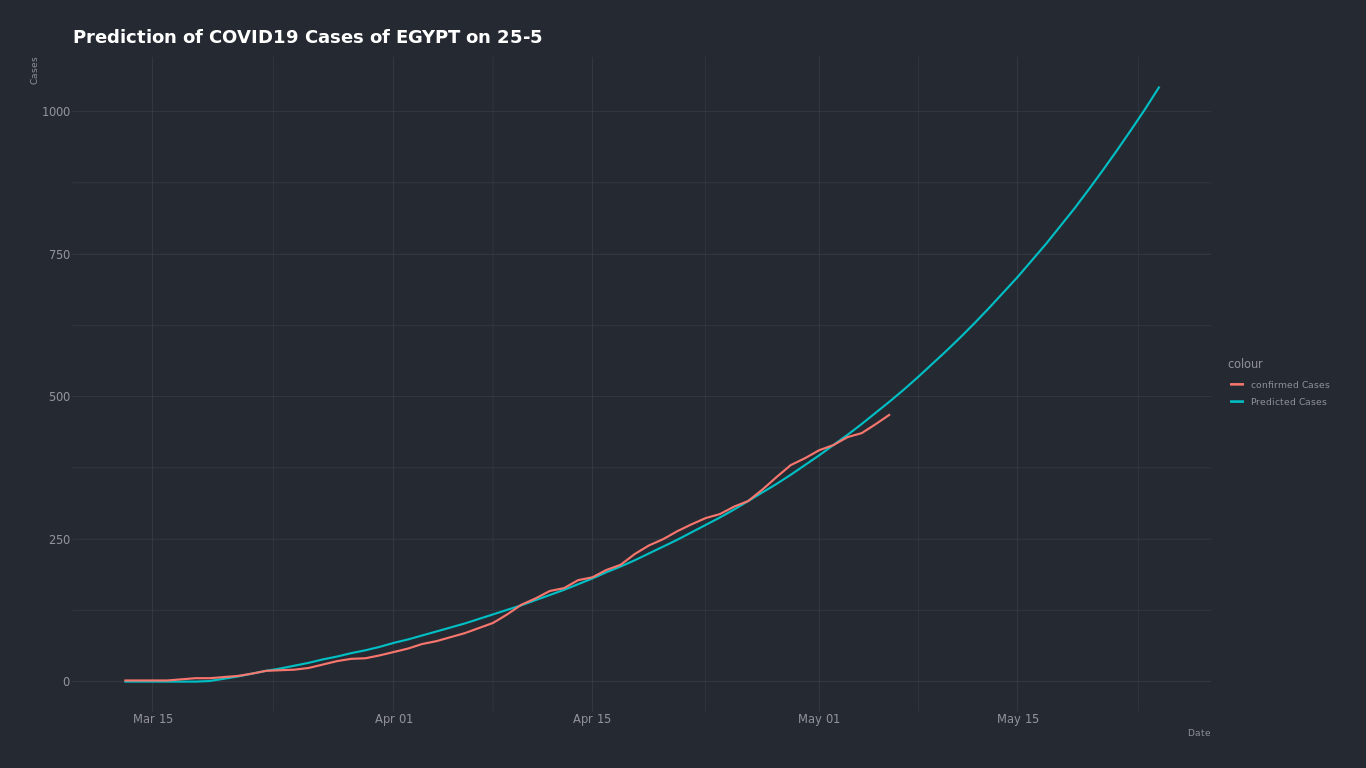 Prediction of COVID19 Cases of EGYPT on 25-5
Cases
1000
750
500
250
0
Mar 15
Apr 01
Apr 15
May 01
May 15
Date
colour
confirmed Cases
Predicted Cases